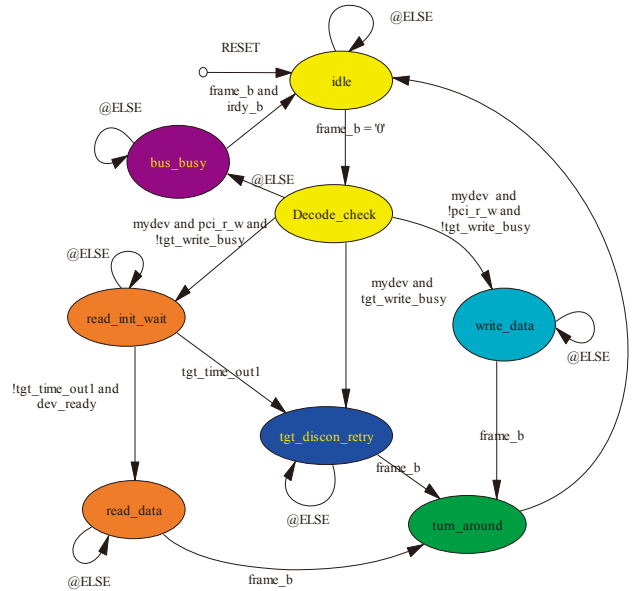 @ELSE
RESET
idle
frame_b and
irdy_b
@ELSE
frame_b = '0'
bus_busy
@ELSE
Decode_check
mydev and
!pci_r_w and
!tgt_write_busy
mydev and pci_r_w and
!tgt_write_busy
@ELSE
mydev and
tgt_write_busy
read_init_wait
write_data
@ELSE
tgt_time_out1
!tgt_time_out1 and
dev_ready
tgt_discon_retry
frame_b
frame_b
read_data
@ELSE
turn_around
@ELSE
frame_b